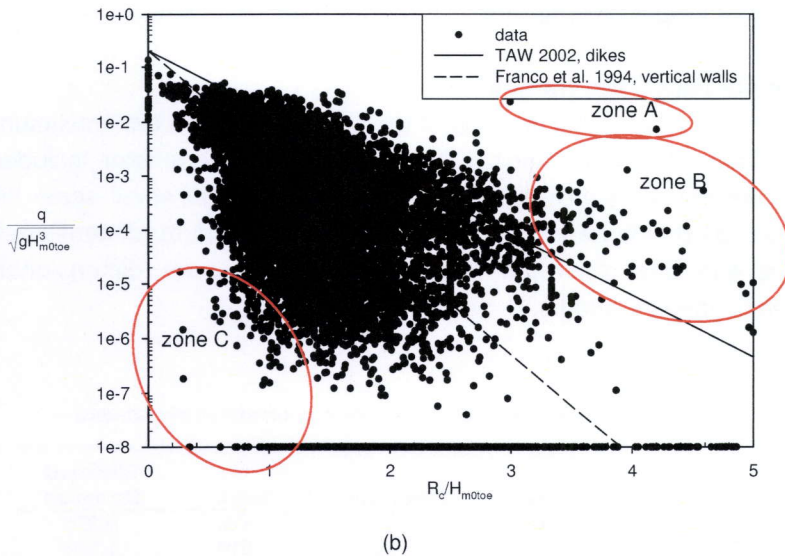 1e+0
data
TAW 2002, dikes
Franco et al. 1994, vertical walls
1e-1
zone A
1e-2
1e-3
zone B
q
√gH³m0toe
1e-4
1e-5
1e-6
zone C
1e-7
1e-8
0 1 2 3 4 5
Rc/Hm0toe
(b)